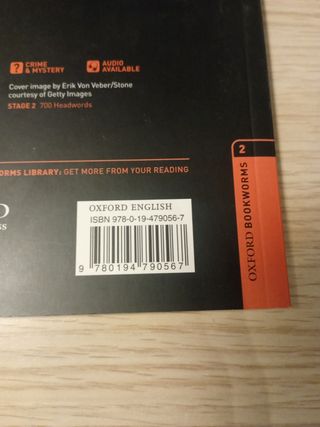 CRIME & MYSTERY
AUDIO AVAILABLE
Cover image by Erik Von Veber/Stone
courtesy of Getty Images
STAGE 2 700 Headwords
ORMS LIBRARY: GET MORE FROM YOUR READING
D
SS
OXFORD ENGLISH
ISBN 978-0-19-479056-7
9 780194 790567
2
OXFORD BOOKWORMS